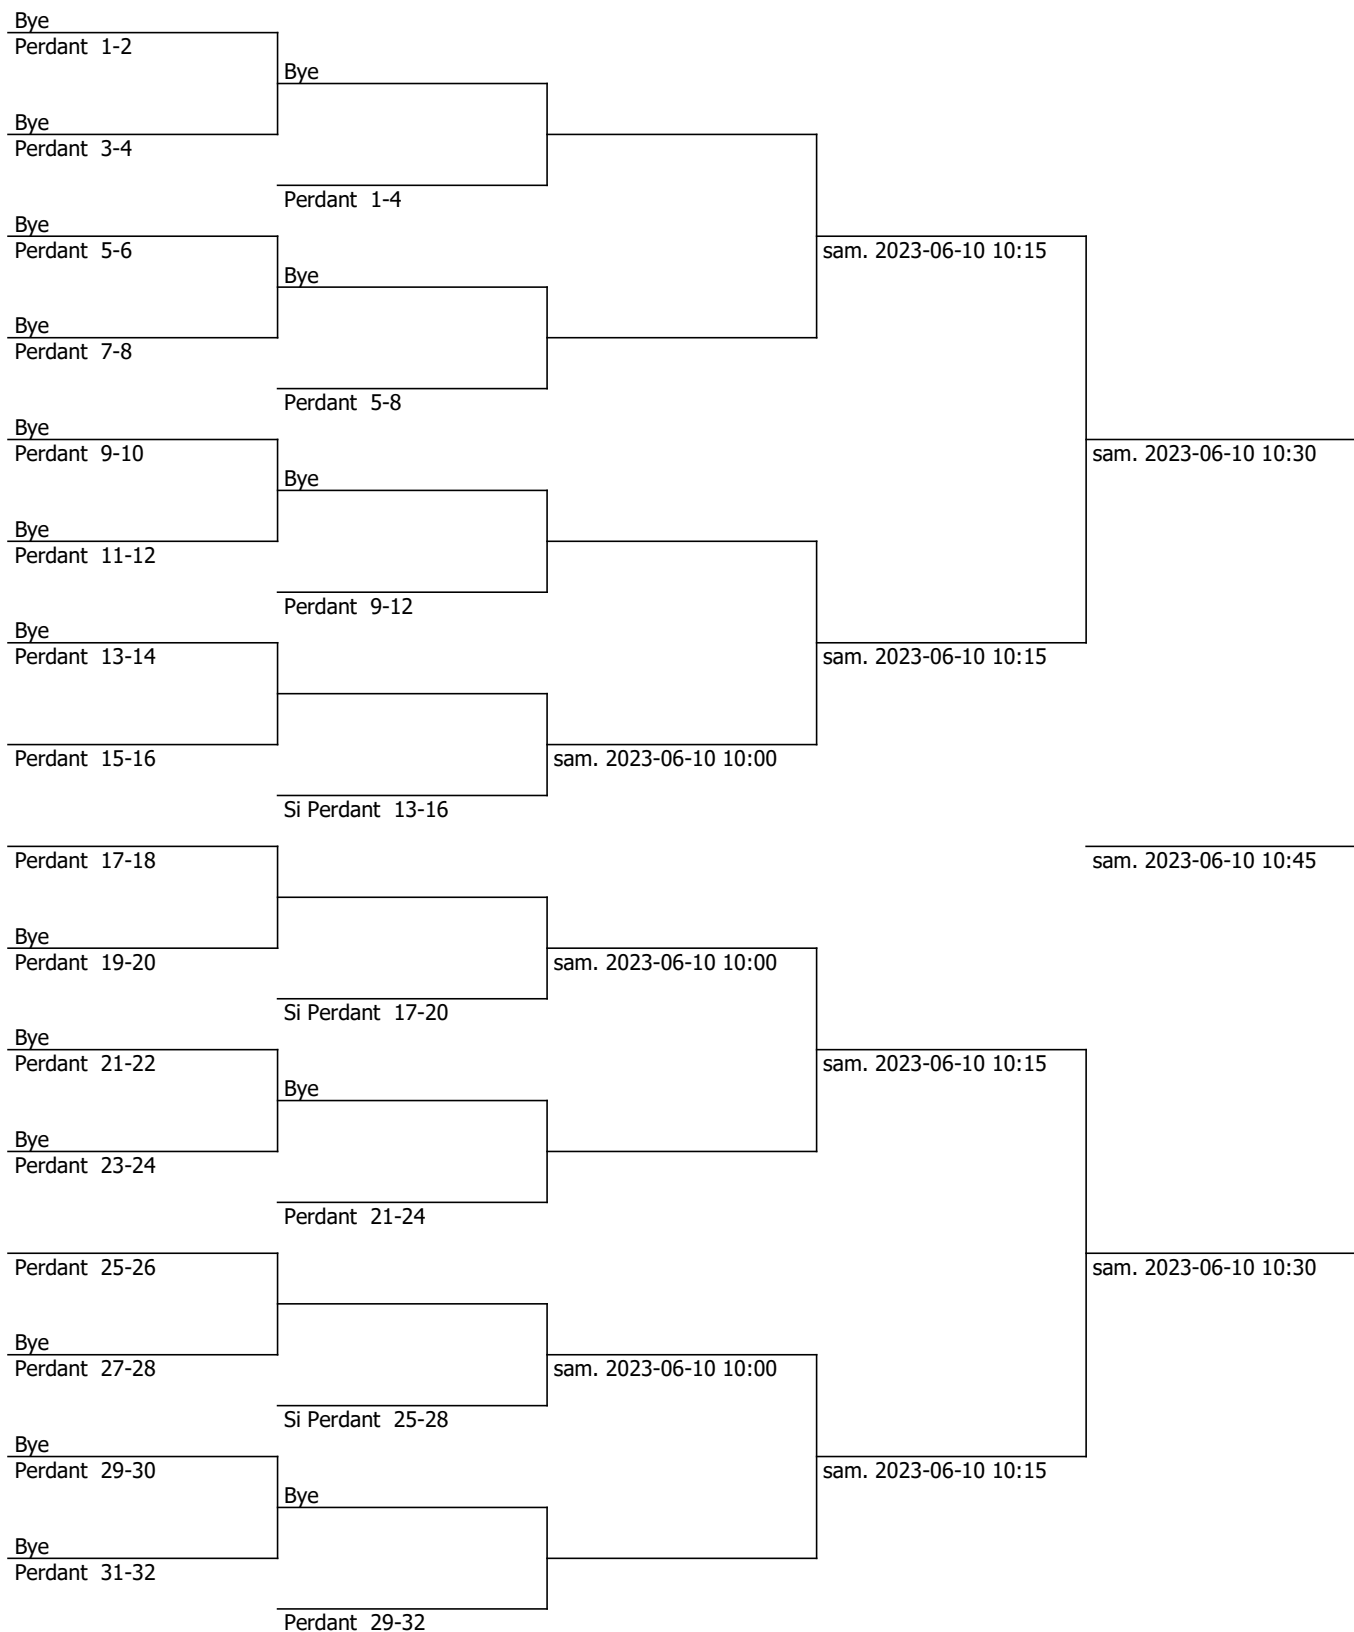 Bye
Perdant 1-2
Bye
Bye
Perdant 3-4
Perdant 1-4
Bye
Perdant 5-6
sam. 2023-06-10 10:15
Bye
Bye
Perdant 7-8
Perdant 5-8
Bye
Perdant 9-10
sam. 2023-06-10 10:30
Bye
Bye
Perdant 11-12
Perdant 9-12
Bye
Perdant 13-14
sam. 2023-06-10 10:15
Perdant 15-16
sam. 2023-06-10 10:00
Si Perdant 13-16
Perdant 17-18
sam. 2023-06-10 10:45
Bye
Perdant 19-20
sam. 2023-06-10 10:00
Si Perdant 17-20
Bye
Perdant 21-22
sam. 2023-06-10 10:15
Bye
Bye
Perdant 23-24
Perdant 21-24
Perdant 25-26
sam. 2023-06-10 10:30
Bye
Perdant 27-28
sam. 2023-06-10 10:00
Si Perdant 25-28
Bye
Perdant 29-30
sam. 2023-06-10 10:15
Bye
Bye
Perdant 31-32
Perdant 29-32